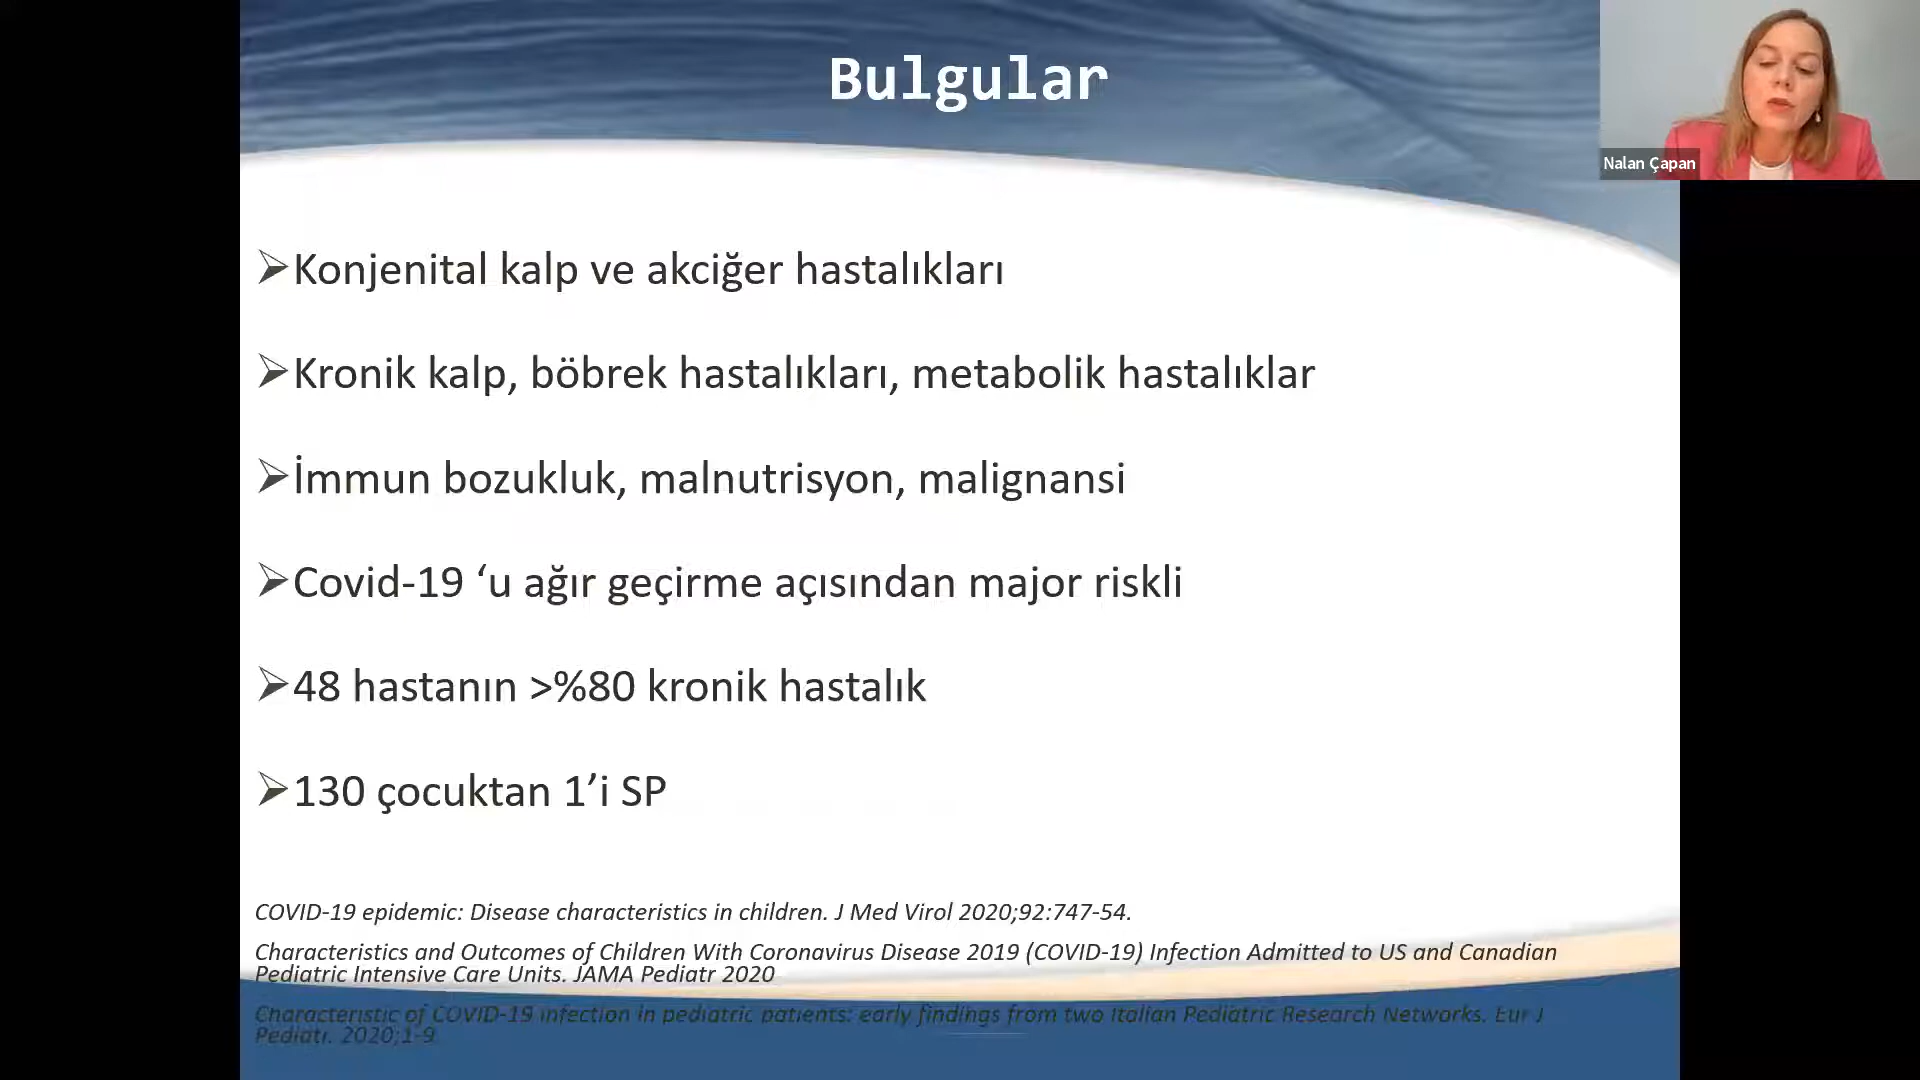 Bulgular
Nalan Çapan
➢Konjenital kalp ve akciğer hastalıkları
➢Kronik kalp, böbrek hastalıkları, metabolik hastalıklar
➢İmmun bozukluk, malnutrisyon, malignansi
➢Covid-19 ‘u ağır geçirme açısından major riskli
➢48 hastanın >%80 kronik hastalık
➢130 çocuktan 1’i SP
COVID-19 epidemic: Disease characteristics in children. J Med Virol 2020;92:747-54.
Characteristics and Outcomes of Children With Coronavirus Disease 2019 (COVID-19) Infection Admitted to US and Canadian
Pediatric Intensive Care Units. JAMA Pediatr 2020
Characteristic of COVID-19 infection in pediatric patients: early findings from two Italian Pediatric Research Networks. Eur J
Pediatr. 2020;1-9.